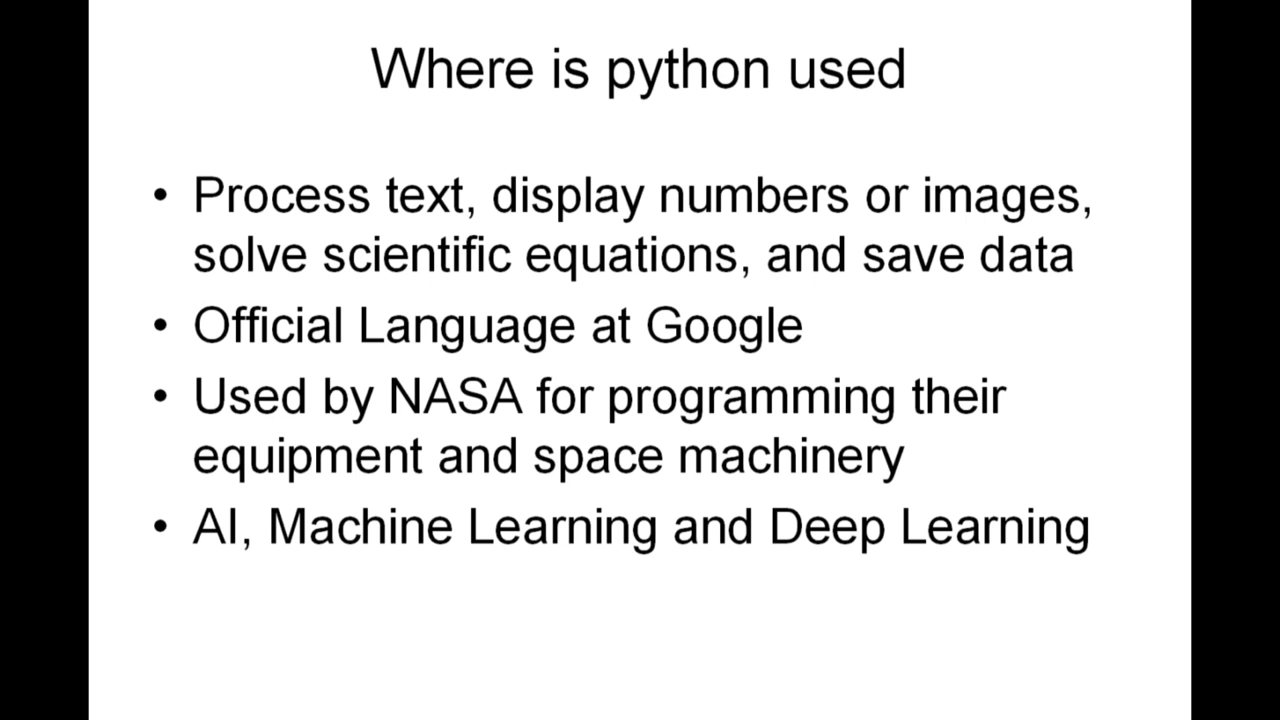 Where is python used
• Process text, display numbers or images,
solve scientific equations, and save data
• Official Language at Google
• Used by NASA for programming their
equipment and space machinery
• AI, Machine Learning and Deep Learning